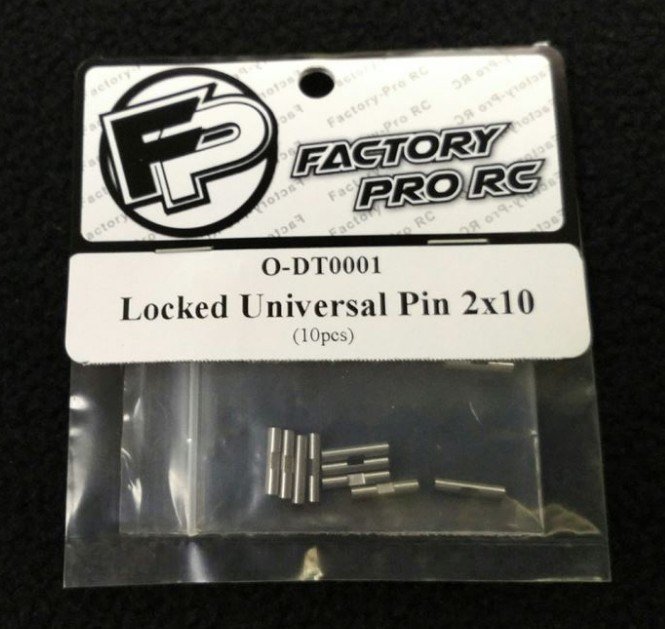 FP
FACTORY
PRO RC
O-DT0001
Locked Universal Pin 2x10
(10pcs)